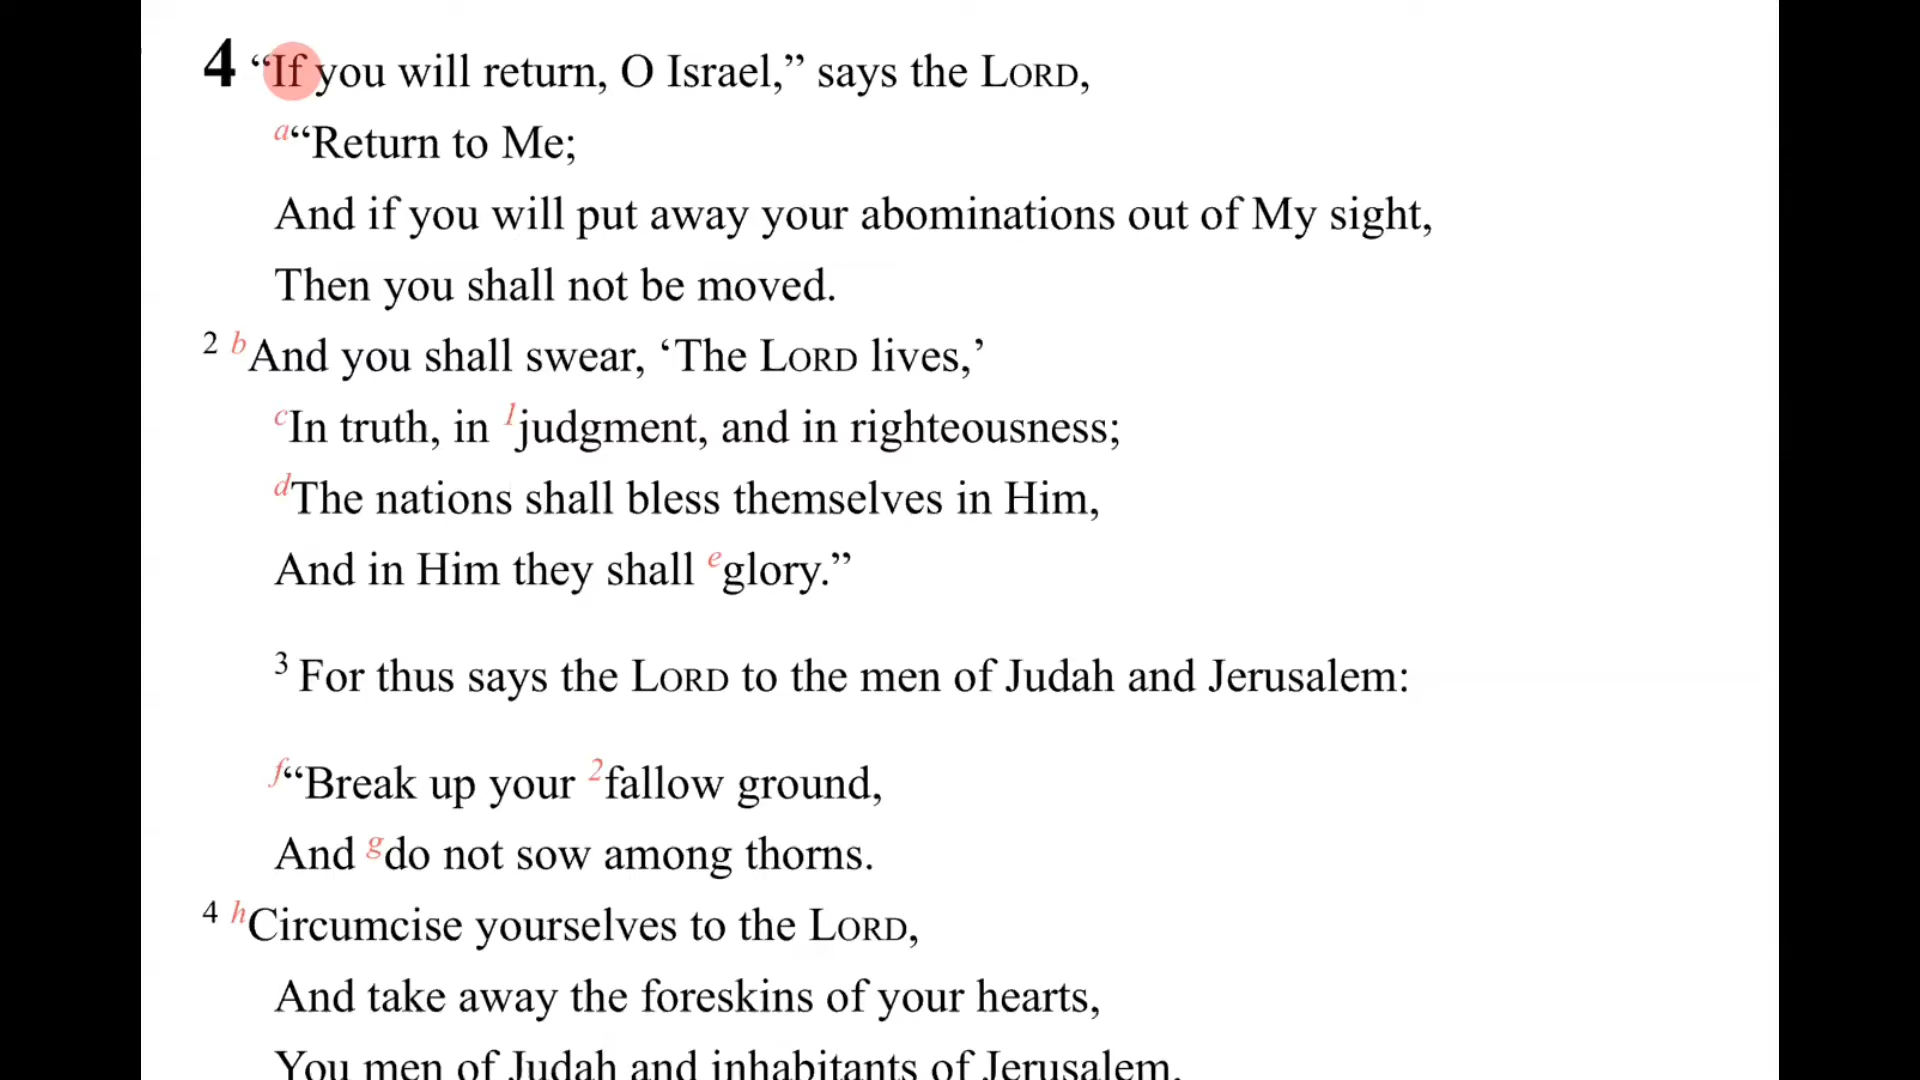 4 “If you will return, O Israel,” says the LORD,
a“Return to Me;
And if you will put away your abominations out of My sight,
Then you shall not be moved.
2 bAnd you shall swear, ‘The LORD lives,’
cIn truth, in 1judgment, and in righteousness;
dThe nations shall bless themselves in Him,
And in Him they shall eglory.”
3 For thus says the LORD to the men of Judah and Jerusalem:
f“Break up your 2fallow ground,
And gdo not sow among thorns.
4 hCircumcise yourselves to the LORD,
And take away the foreskins of your hearts,
You men of Judah and inhabitants of Jerusalem,